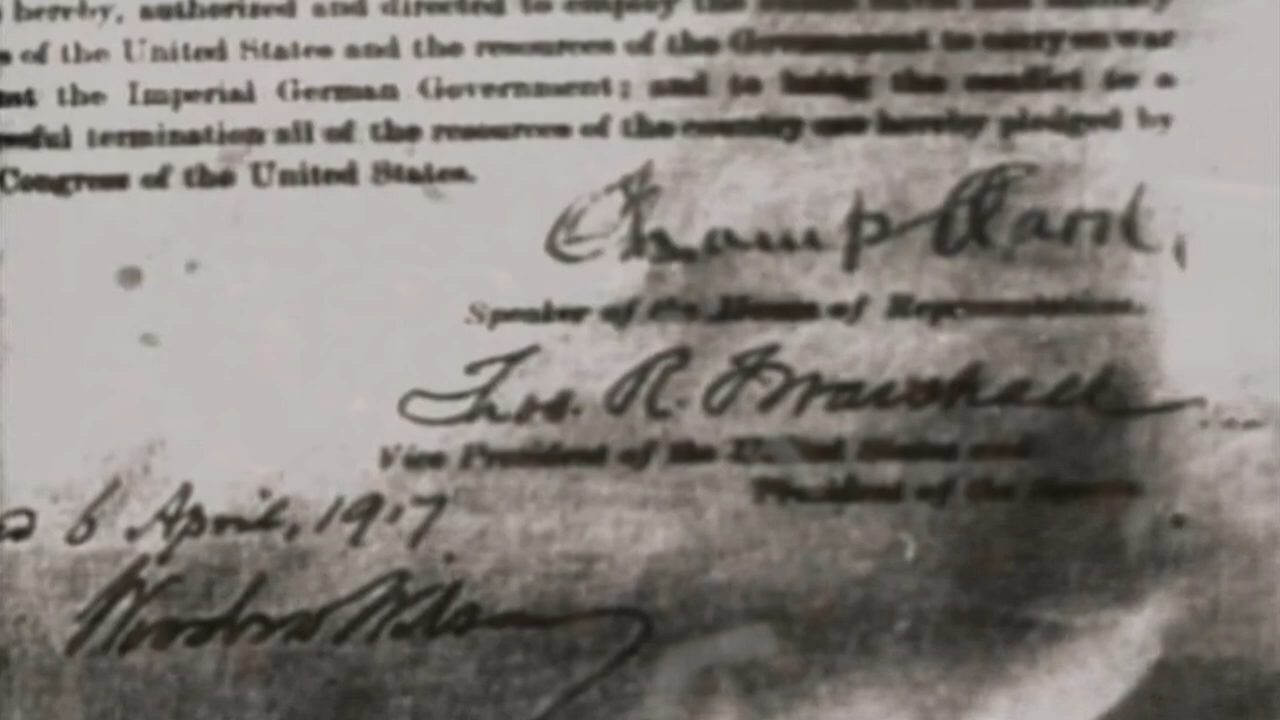 hereby, authorized and directed to employ the
of the United States and the resources of the Government to carry on war
the Imperial German Government; and to bring the conflict to a
termination all of the resources of the country are hereby pledged by
Congress of the United States.
Champ Clark
Speaker of the House of Representatives.
Thos. R. Marshall
Vice President of the United States and
President of the Senate.
6 April, 1917
Woodrow Wilson